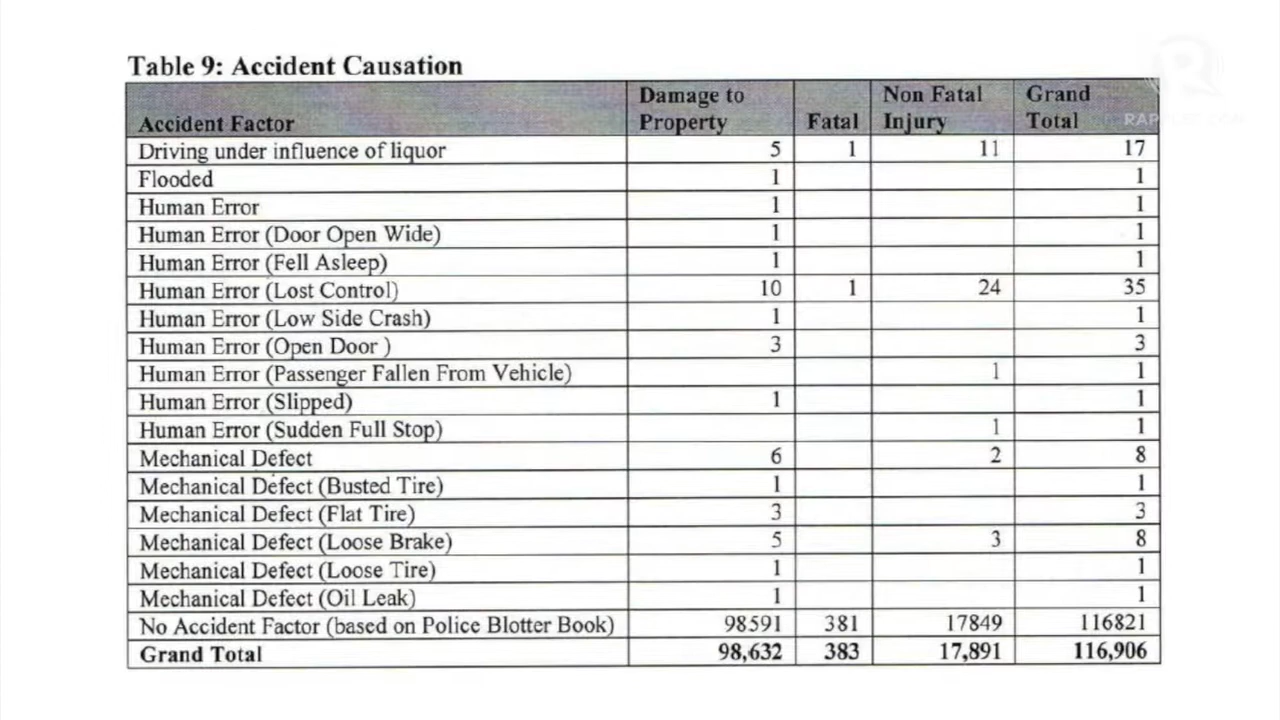 Table 9: Accident Causation
Accident Factor Damage to Property Fatal Non Fatal Injury Grand Total
Driving under influence of liquor 5 1 11 17
Flooded 1 1
Human Error 1 1
Human Error (Door Open Wide) 1 1
Human Error (Fell Asleep) 1 1
Human Error (Lost Control) 10 1 24 35
Human Error (Low Side Crash) 1 1
Human Error (Open Door ) 3 3
Human Error (Passenger Fallen From Vehicle) 1 1
Human Error (Slipped) 1 1
Human Error (Sudden Full Stop) 1 1
Mechanical Defect 6 2 8
Mechanical Defect (Busted Tire) 1 1
Mechanical Defect (Flat Tire) 3 3
Mechanical Defect (Loose Brake) 5 3 8
Mechanical Defect (Loose Tire) 1 1
Mechanical Defect (Oil Leak) 1 1
No Accident Factor (based on Police Blotter Book) 98591 381 17849 116821
Grand Total 98,632 383 17,891 116,906
R
RAPPLER.COM